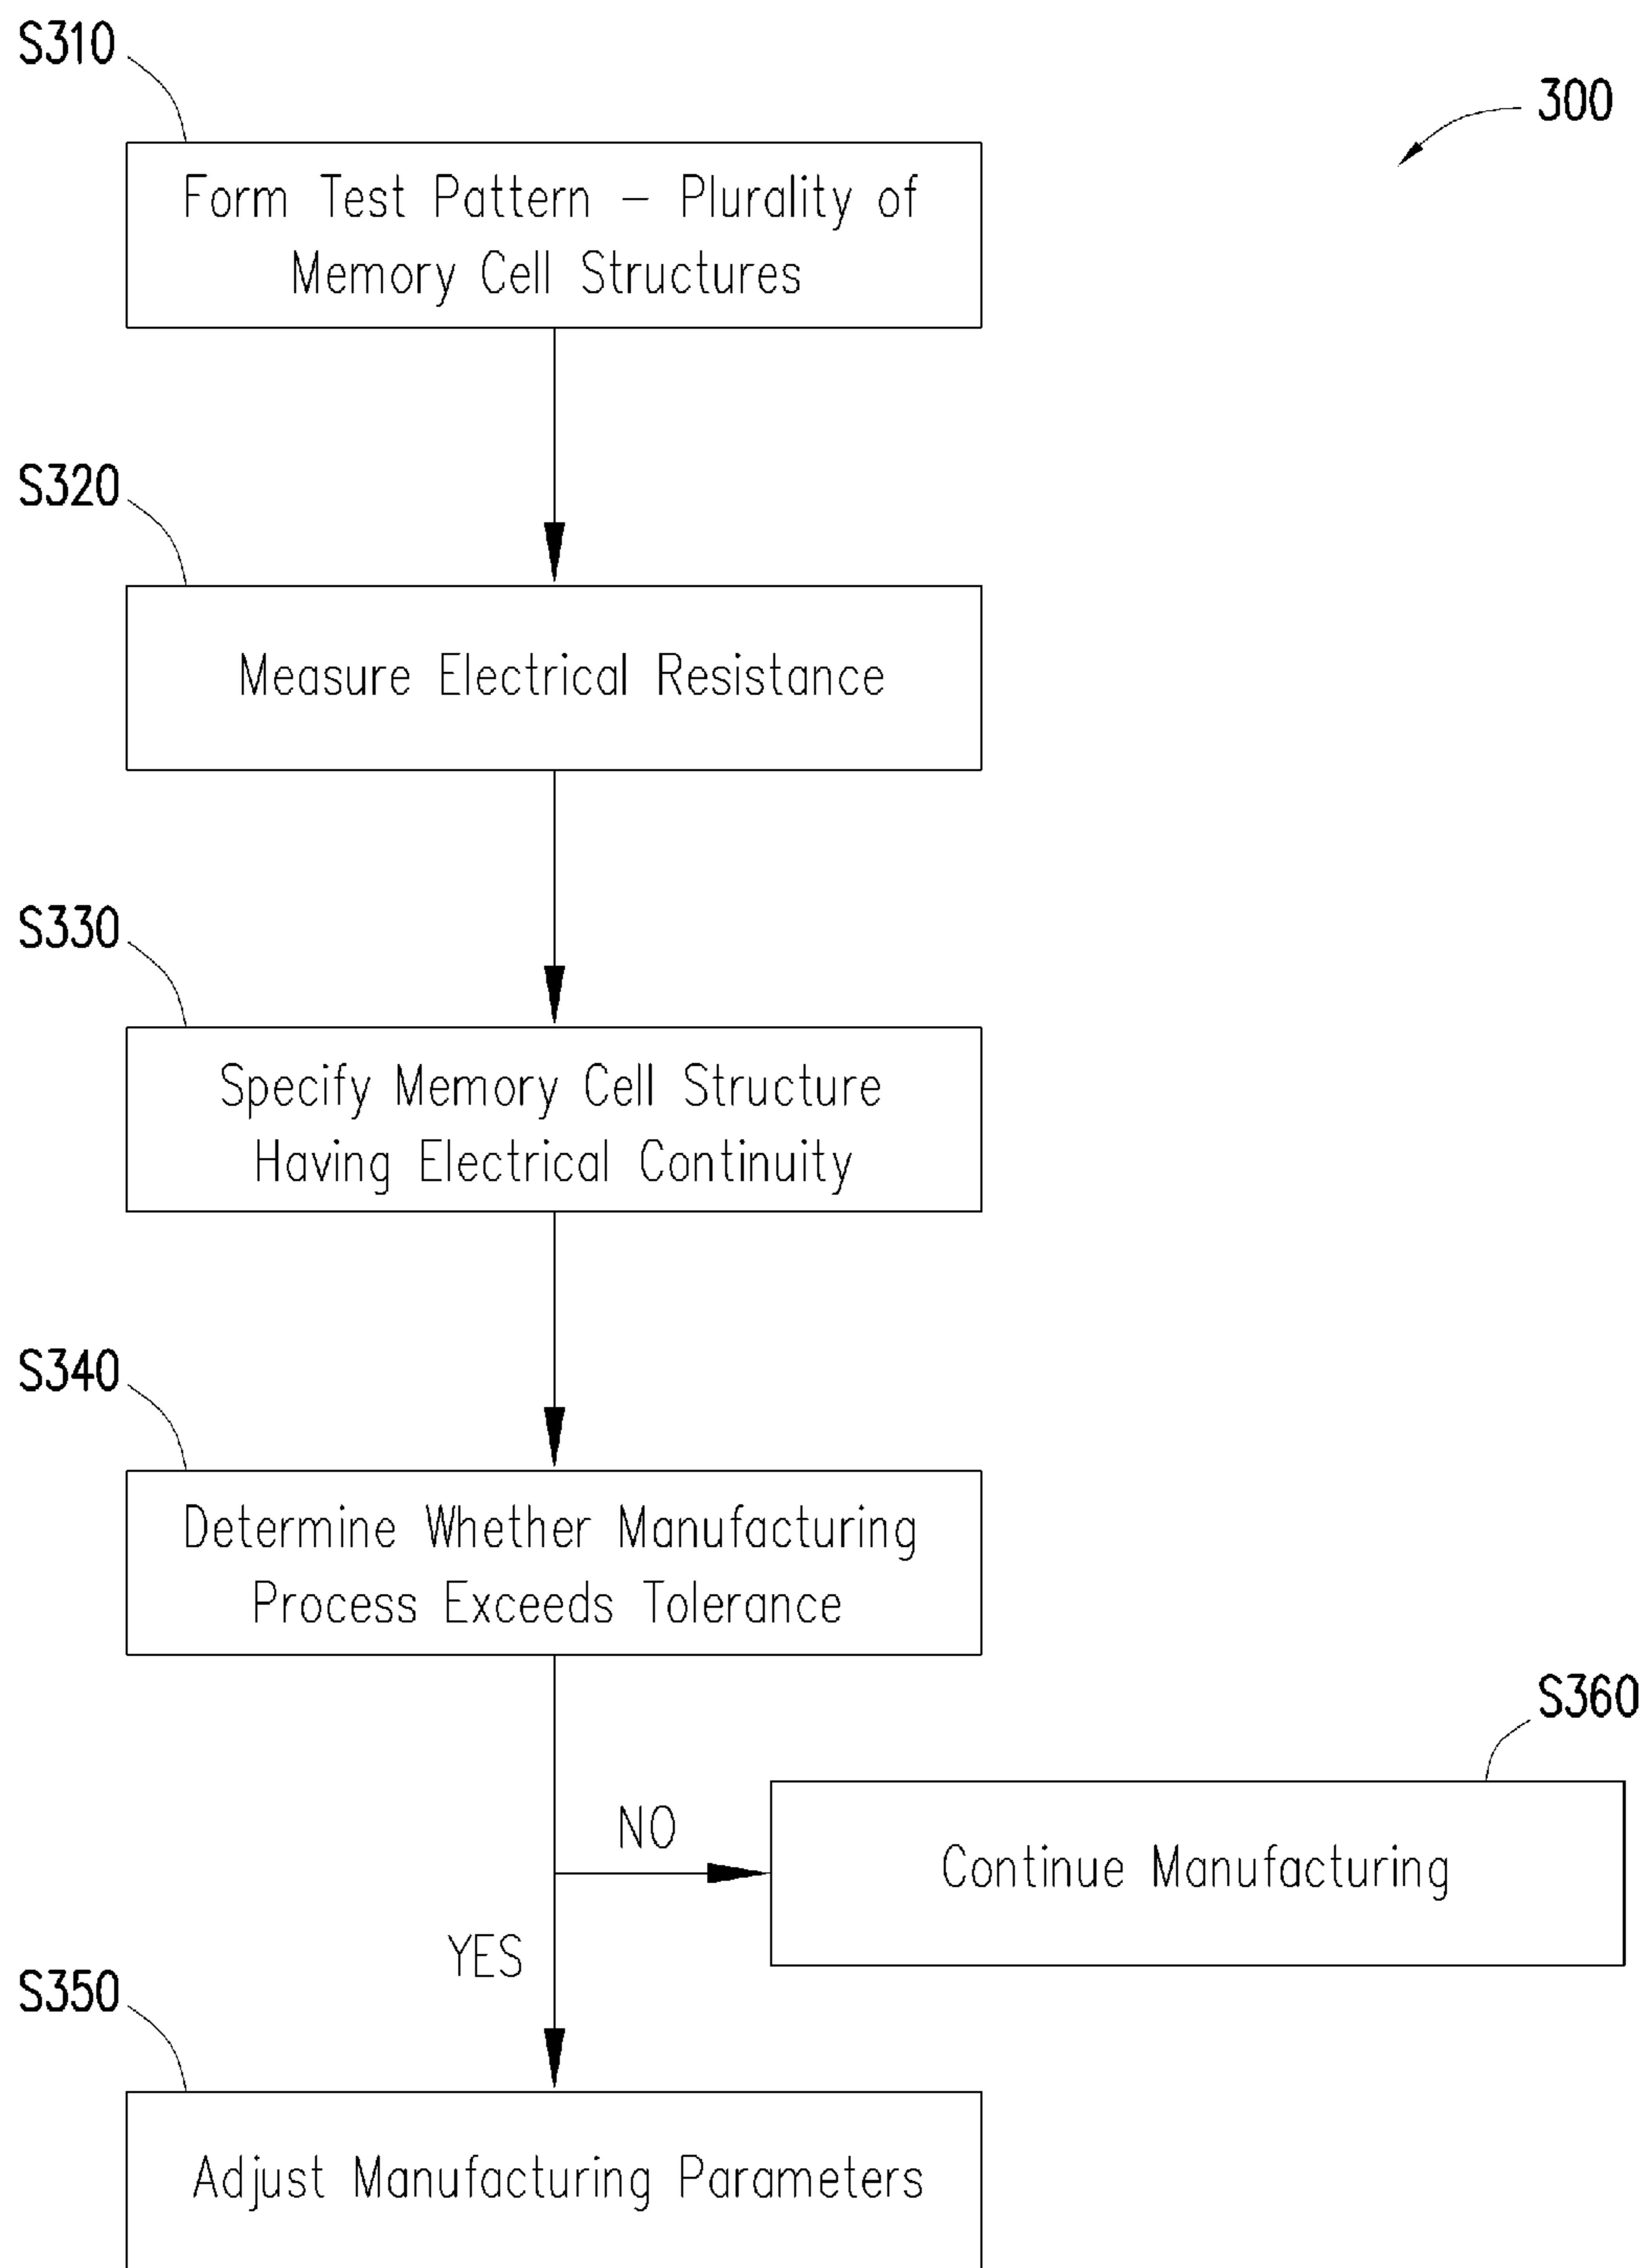 S310
300
Form Test Pattern - Plurality of
Memory Cell Structures
S320
Measure Electrical Resistance
S330
Specify Memory Cell Structure
Having Electrical Continuity
S340
Determine Whether Manufacturing
Process Exceeds Tolerance
S360
NO
Continue Manufacturing
YES
S350
Adjust Manufacturing Parameters